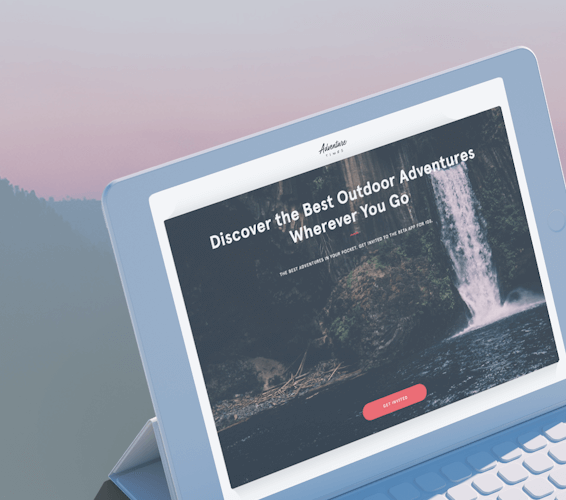 Adventure
TIMES
Discover the Best Outdoor Adventures
Wherever You Go
THE BEST ADVENTURES IN YOUR POCKET. GET INVITED TO THE BETA APP FOR IOS.
GET INVITED